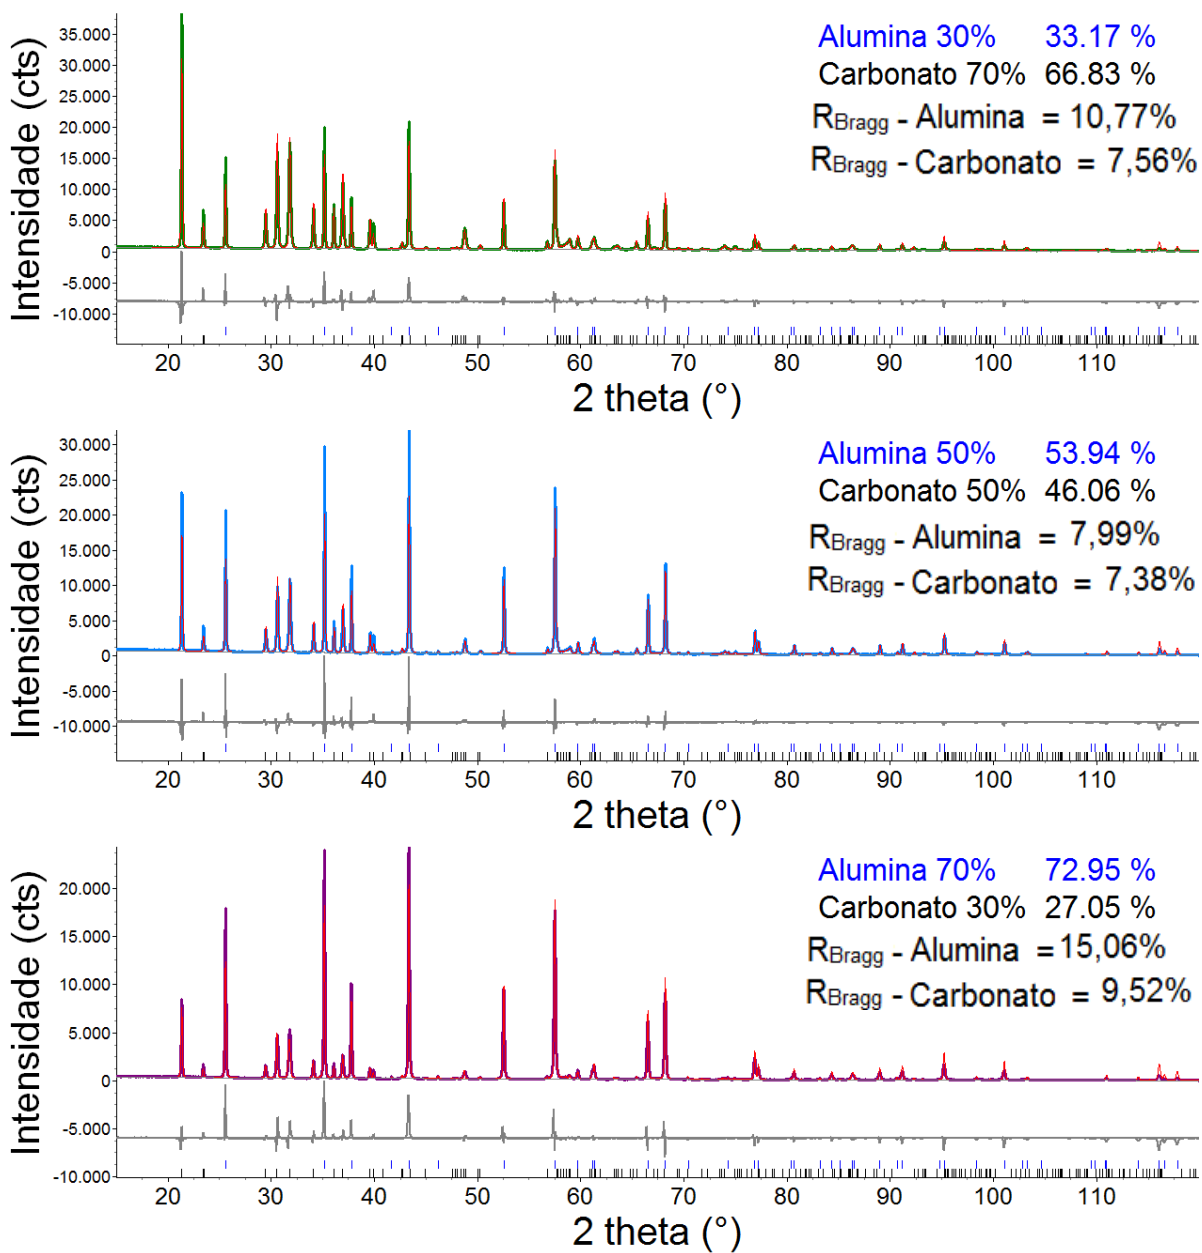 Intensidade (cts)
35.000
30.000
25.000
20.000
15.000
10.000
5.000
0
-5.000
-10.000
Alumina 30% 33.17 %
Carbonato 70% 66.83 %
RBragg - Alumina = 10,77%
RBragg - Carbonato = 7,56%
20 30 40 50 60 70 80 90 100 110
2 theta (°)
Intensidade (cts)
30.000
25.000
20.000
15.000
10.000
5.000
0
-5.000
-10.000
Alumina 50% 53.94 %
Carbonato 50% 46.06 %
RBragg - Alumina = 7,99%
RBragg - Carbonato = 7,38%
20 30 40 50 60 70 80 90 100 110
2 theta (°)
Intensidade (cts)
20.000
15.000
10.000
5.000
0
-5.000
-10.000
Alumina 70% 72.95 %
Carbonato 30% 27.05 %
RBragg - Alumina = 15,06%
RBragg - Carbonato = 9,52%
20 30 40 50 60 70 80 90 100 110
2 theta (°)